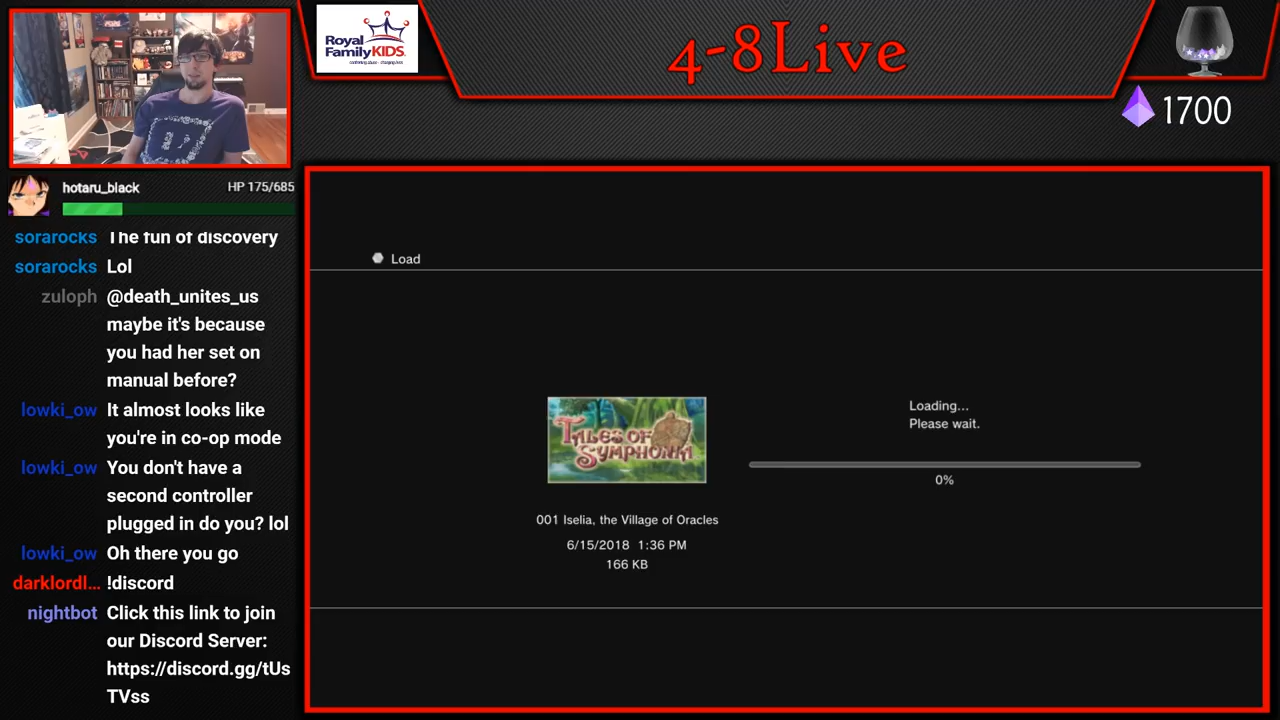 Royal
Family KIDS.
4-8Live
1700
hotaru_black
HP 175/685
sorarocks The fun of discovery
sorarocks Lol
zuloph @death_unites_us
maybe it's because
you had her set on
manual before?
lowki_ow It almost looks like
you're in co-op mode
lowki_ow You don't have a
second controller
plugged in do you? lol
lowki_ow Oh there you go
darklordl... !discord
nightbot Click this link to join
our Discord Server:
https://discord.gg/tUs
TVss
Load
TALES OF
SYMPHONIA
001 Iselia, the Village of Oracles
6/15/2018 1:36 PM
166 KB
Loading...
Please wait.
0%